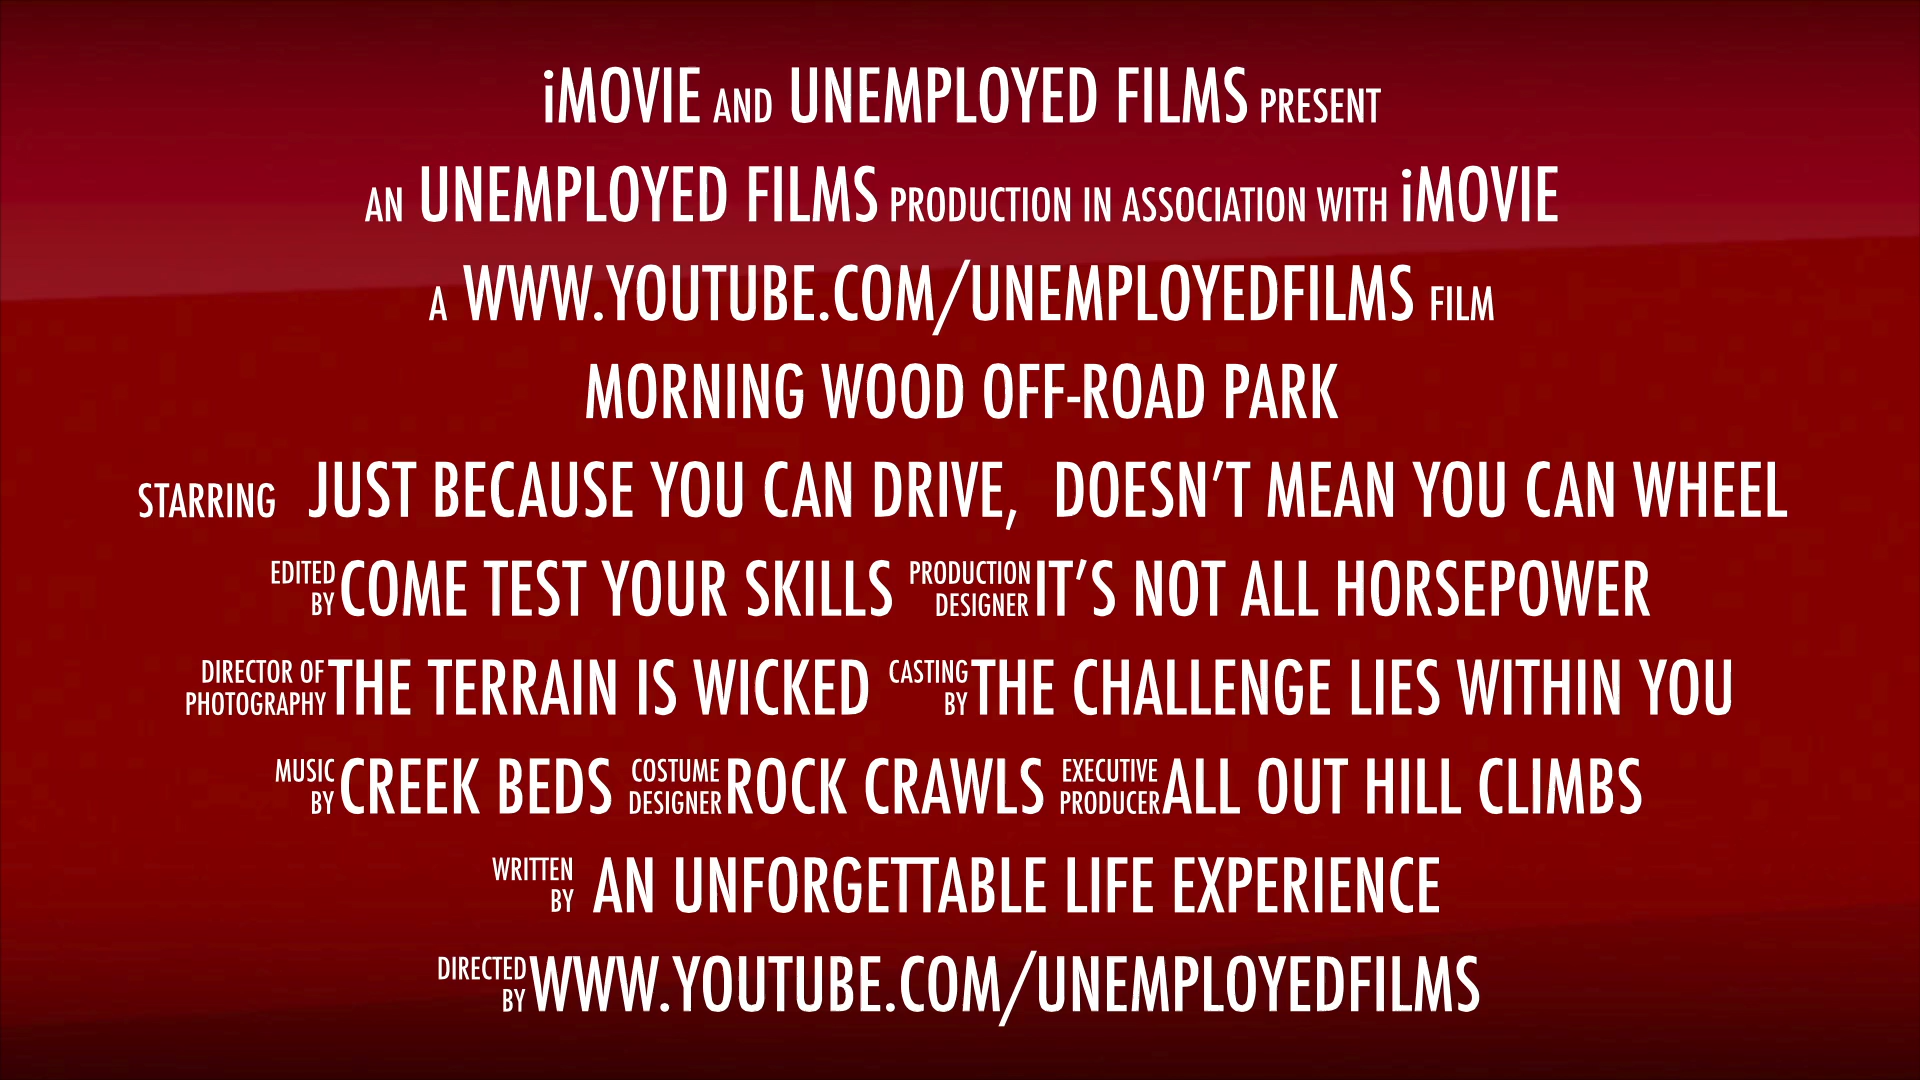 iMOVIE AND UNEMPLOYED FILMS PRESENT
AN UNEMPLOYED FILMS PRODUCTION IN ASSOCIATION WITH iMOVIE
A WWW.YOUTUBE.COM/UNEMPLOYEDFILMS FILM
MORNING WOOD OFF-ROAD PARK
STARRING JUST BECAUSE YOU CAN DRIVE, DOESN’T MEAN YOU CAN WHEEL
EDITED BY COME TEST YOUR SKILLS PRODUCTION DESIGNER IT’S NOT ALL HORSEPOWER
DIRECTOR OF PHOTOGRAPHY THE TERRAIN IS WICKED CASTING BY THE CHALLENGE LIES WITHIN YOU
MUSIC BY CREEK BEDS COSTUME DESIGNER ROCK CRAWLS EXECUTIVE PRODUCER ALL OUT HILL CLIMBS
WRITTEN BY AN UNFORGETTABLE LIFE EXPERIENCE
DIRECTED BY WWW.YOUTUBE.COM/UNEMPLOYEDFILMS